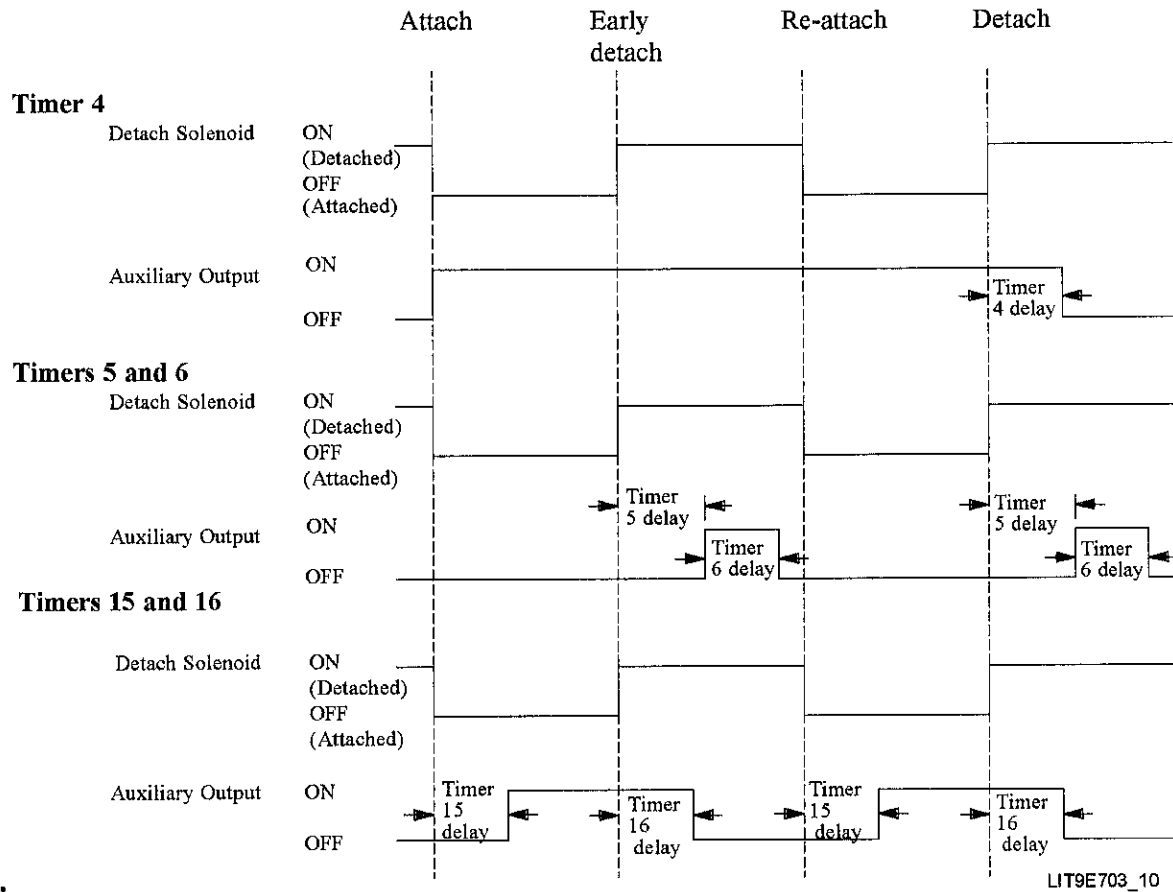 Attach Early Re-attach Detach
detach
Timer 4
Detach Solenoid ON
(Detached)
OFF
(Attached)
Auxiliary Output ON
Timer
4 delay
OFF
Timers 5 and 6
Detach Solenoid ON
(Detached)
OFF
(Attached)
Timer Timer
5 delay 5 delay
Auxiliary Output ON
Timer Timer
6 delay 6 delay
OFF
Timers 15 and 16
Detach Solenoid ON
(Detached)
OFF
(Attached)
Auxiliary Output ON
Timer
15
delay
Timer
16
delay
Timer
15
delay
Timer
16
delay
OFF
LIT9E703_10